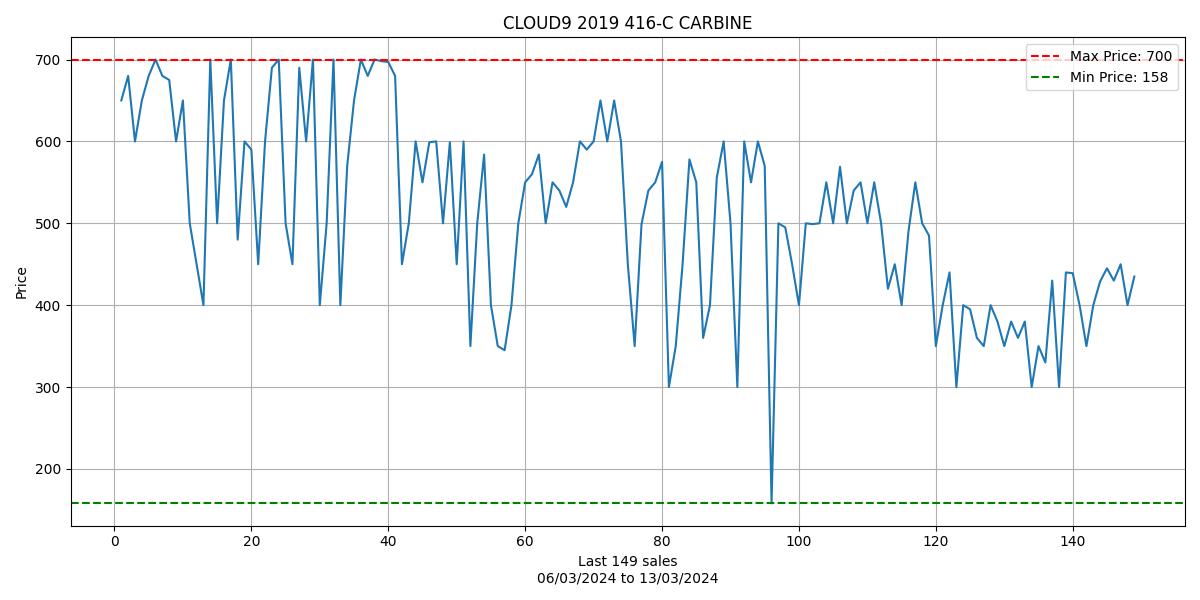 CLOUD9 2019 416-C CARBINE
Max Price: 700
Min Price: 158
Price
700
600
500
400
300
200
0 20 40 60 80 100 120 140
Last 149 sales
06/03/2024 to 13/03/2024